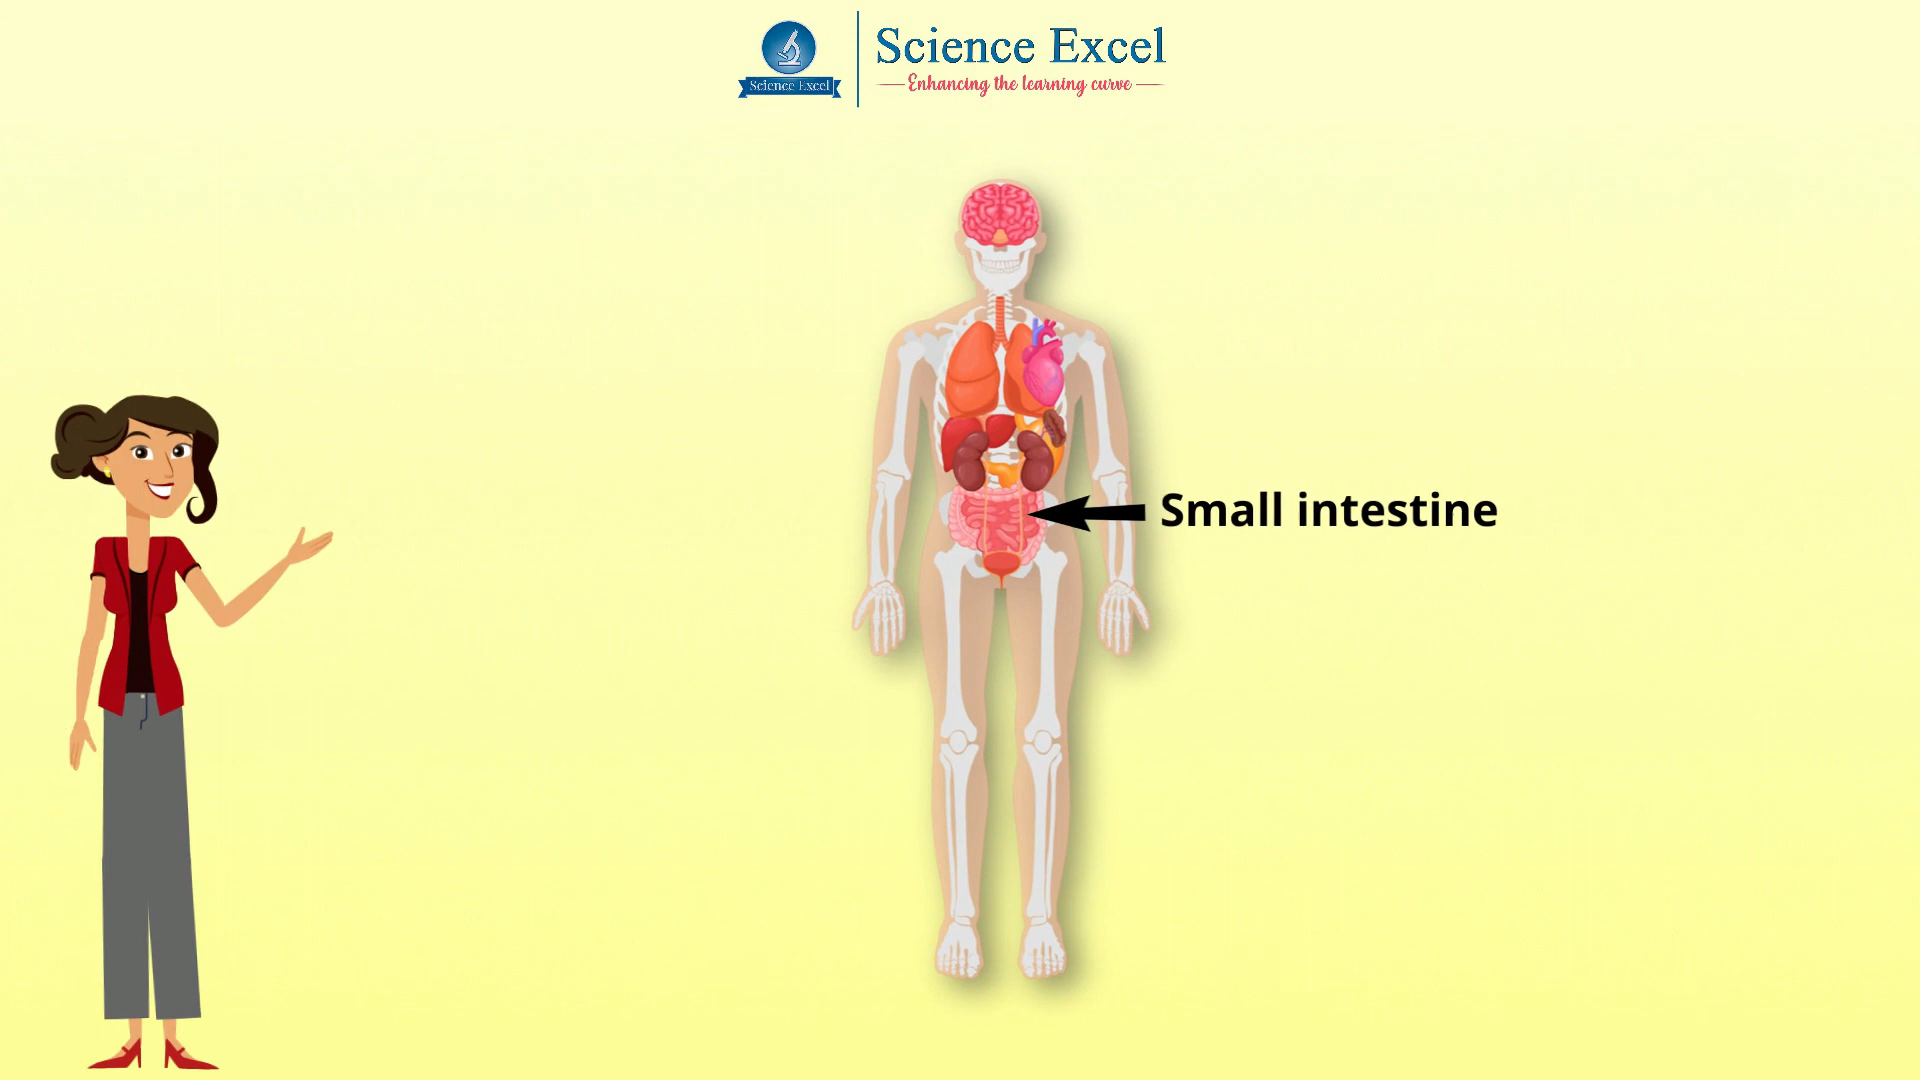 Science Excel
Science Excel
Enhancing the learning curve
Small intestine